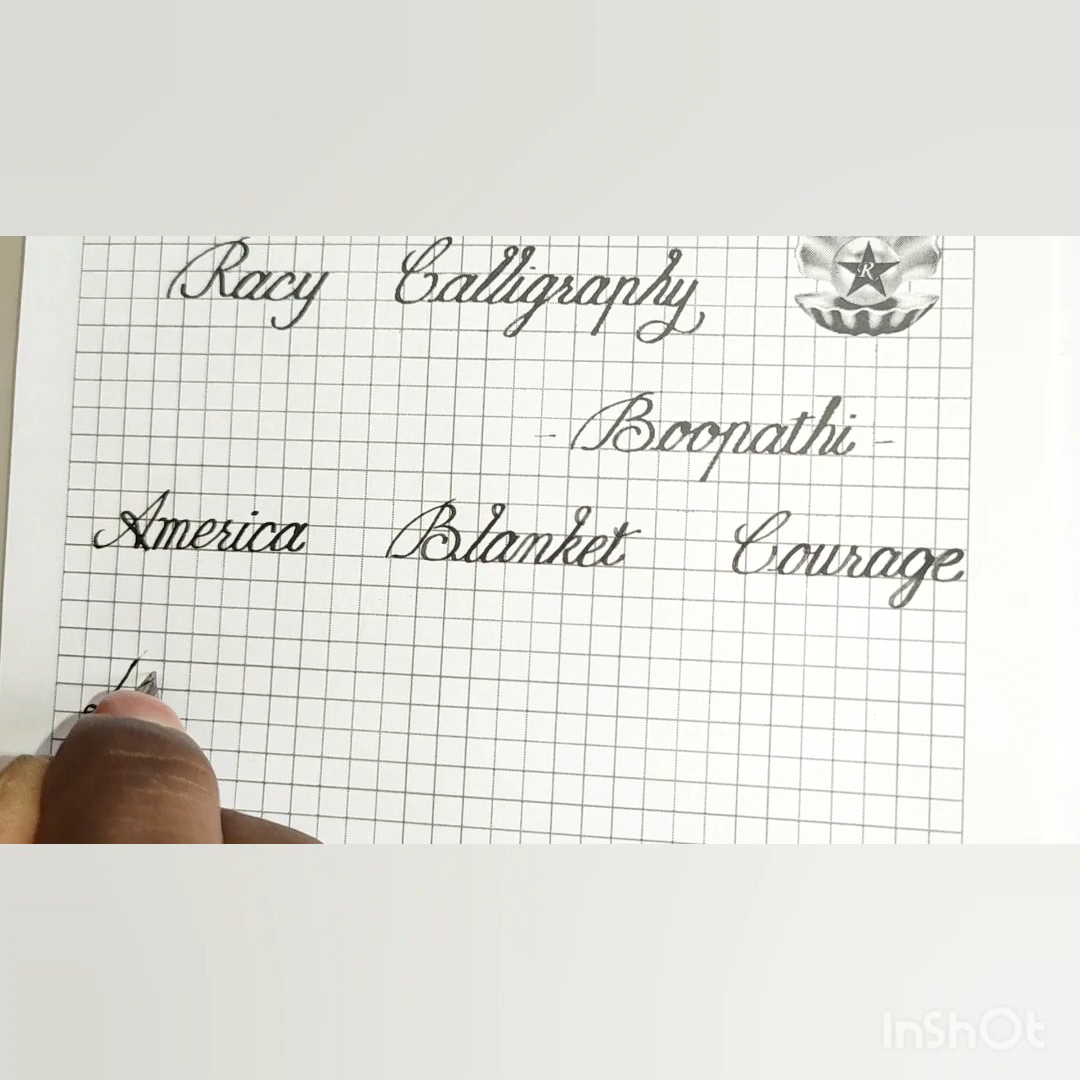 Racy Calligraphy
R
- Boopathi -
America Blanket Courage
InShOt